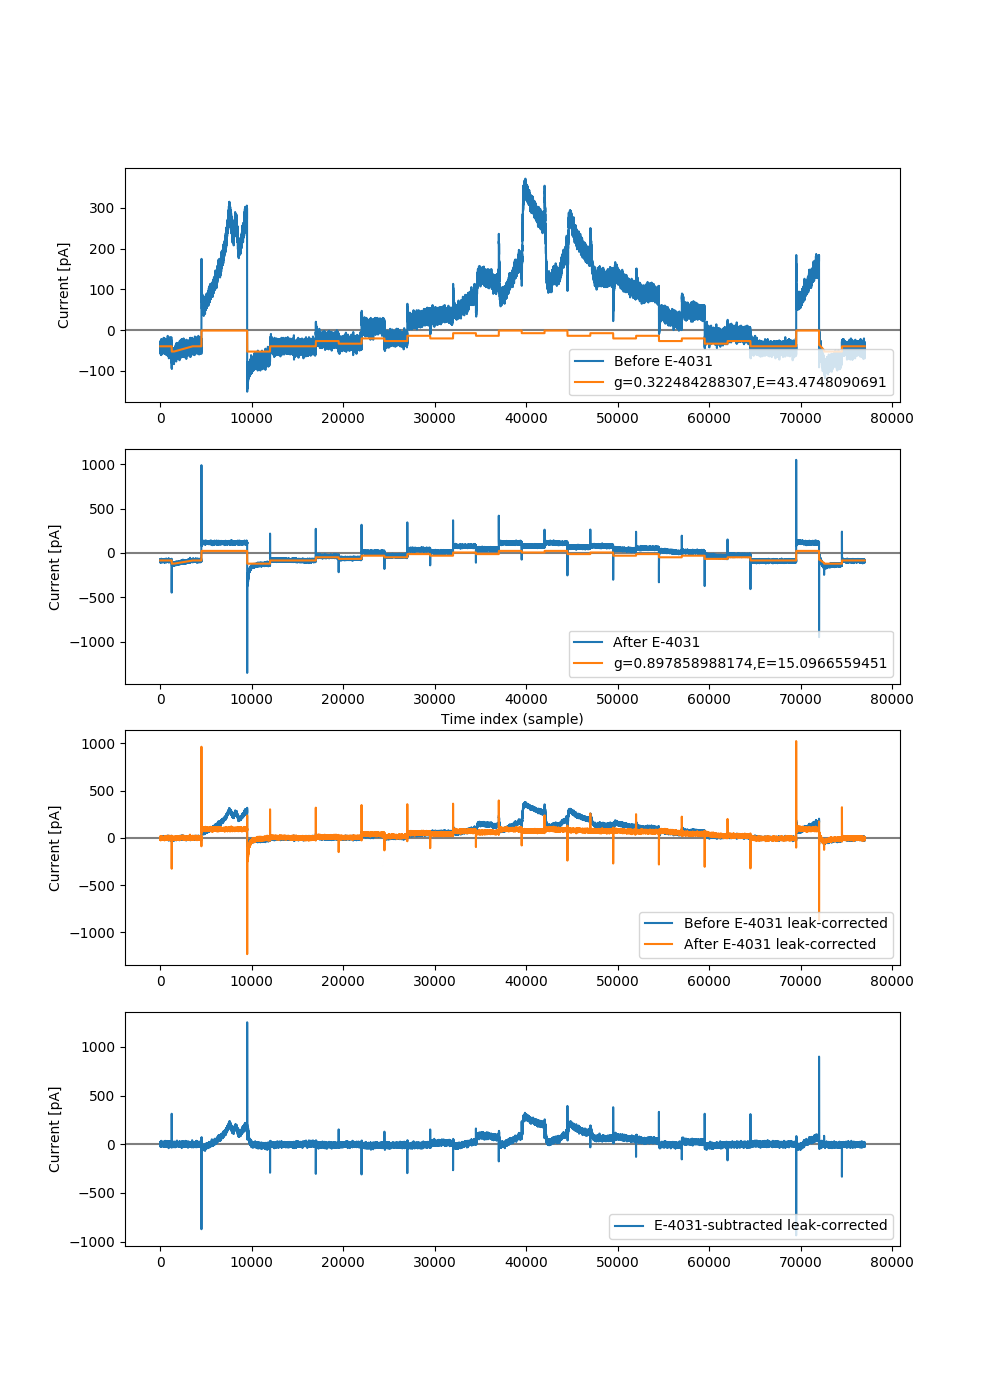 300
200
100
0
−100
Current [pA]
Before E-4031
g=0.322484288307,E=43.4748090691
0 10000 20000 30000 40000 50000 60000 70000 80000
1000
500
0
−500
−1000
Current [pA]
After E-4031
g=0.897858988174,E=15.0966559451
0 10000 20000 30000 40000 50000 60000 70000 80000
Time index (sample)
1000
500
0
−500
−1000
Current [pA]
Before E-4031 leak-corrected
After E-4031 leak-corrected
0 10000 20000 30000 40000 50000 60000 70000 80000
1000
500
0
−500
−1000
Current [pA]
E-4031-subtracted leak-corrected
0 10000 20000 30000 40000 50000 60000 70000 80000